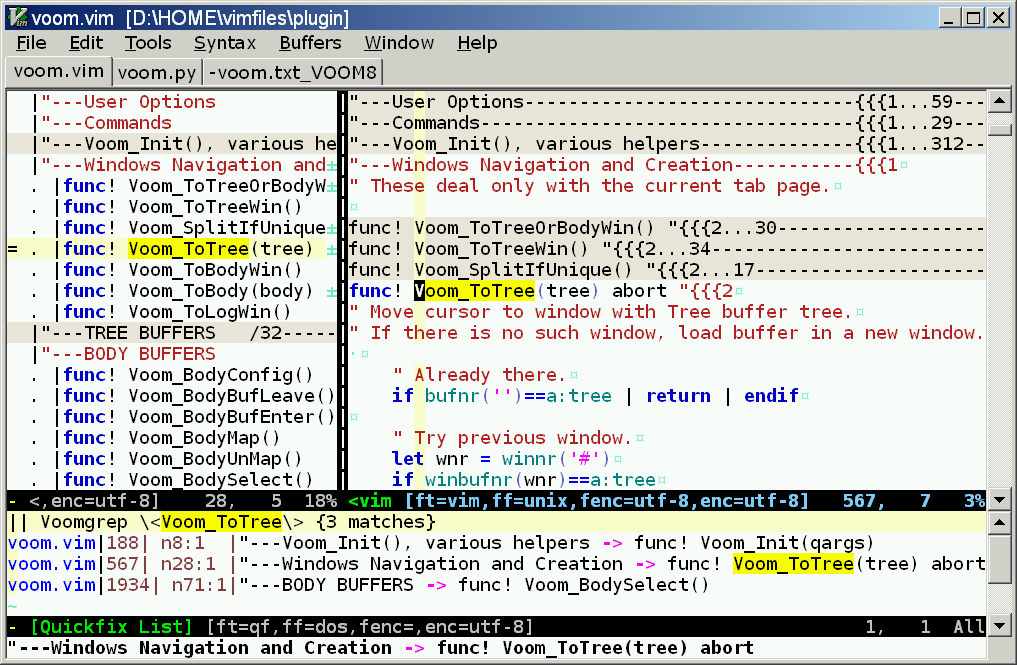 voom.vim [D:\HOME\vimfiles\plugin]
File Edit Tools Syntax Buffers Window Help
voom.vim voom.py -voom.txt_VOOM8
|"---User Options
|"---Commands
|"---Voom_Init(), various he
|"---Windows Navigation and±
. |func! Voom_ToTreeOrBodyW±
. |func! Voom_ToTreeWin()
. |func! Voom_SplitIfUnique±
= . |func! Voom_ToTree(tree) ±
. |func! Voom_ToBodyWin()
. |func! Voom_ToBody(body) ±
. |func! Voom_ToLogWin()
|"---TREE BUFFERS   /32-----
|"---BODY BUFFERS
. |func! Voom_BodyConfig()
. |func! Voom_BodyBufLeave()
. |func! Voom_BodyBufEnter()
. |func! Voom_BodyMap()
. |func! Voom_BodyUnMap()
. |func! Voom_BodySelect()
- <,enc=utf-8]    28,   5  18%
"---User Options------------------------------{{{1...59---
"---Commands----------------------------------{{{1...29---
"---Voom_Init(), various helpers--------------{{{1...312--
"---Windows Navigation and Creation-----------{{{1¤
" These deal only with the current tab page.¤
¤
func! Voom_ToTreeOrBodyWin() "{{{2...30-------------------
func! Voom_ToTreeWin() "{{{2...34-------------------------
func! Voom_SplitIfUnique() "{{{2...17---------------------
func! Voom_ToTree(tree) abort "{{{2¤
" Move cursor to window with Tree buffer tree.¤
" If there is no such window, load buffer in a new window.
·¤
    " Already there.¤
    if bufnr('')==a:tree | return | endif¤
¤
    " Try previous window.¤
    let wnr = winnr('#')¤
    if winbufnr(wnr)==a:tree¤
<vim [ft=vim,ff=unix,fenc=utf-8,enc=utf-8]   567,   7   3%
|| Voomgrep \<Voom_ToTree\> {3 matches}
voom.vim|188| n8:1  |"---Voom_Init(), various helpers -> func! Voom_Init(qargs)
voom.vim|567| n28:1 |"---Windows Navigation and Creation -> func! Voom_ToTree(tree) abort
voom.vim|1934| n71:1|"---BODY BUFFERS -> func! Voom_BodySelect()
~
- [Quickfix List] [ft=qf,ff=dos,fenc=,enc=utf-8]   1,   1  All
"---Windows Navigation and Creation -> func! Voom_ToTree(tree) abort